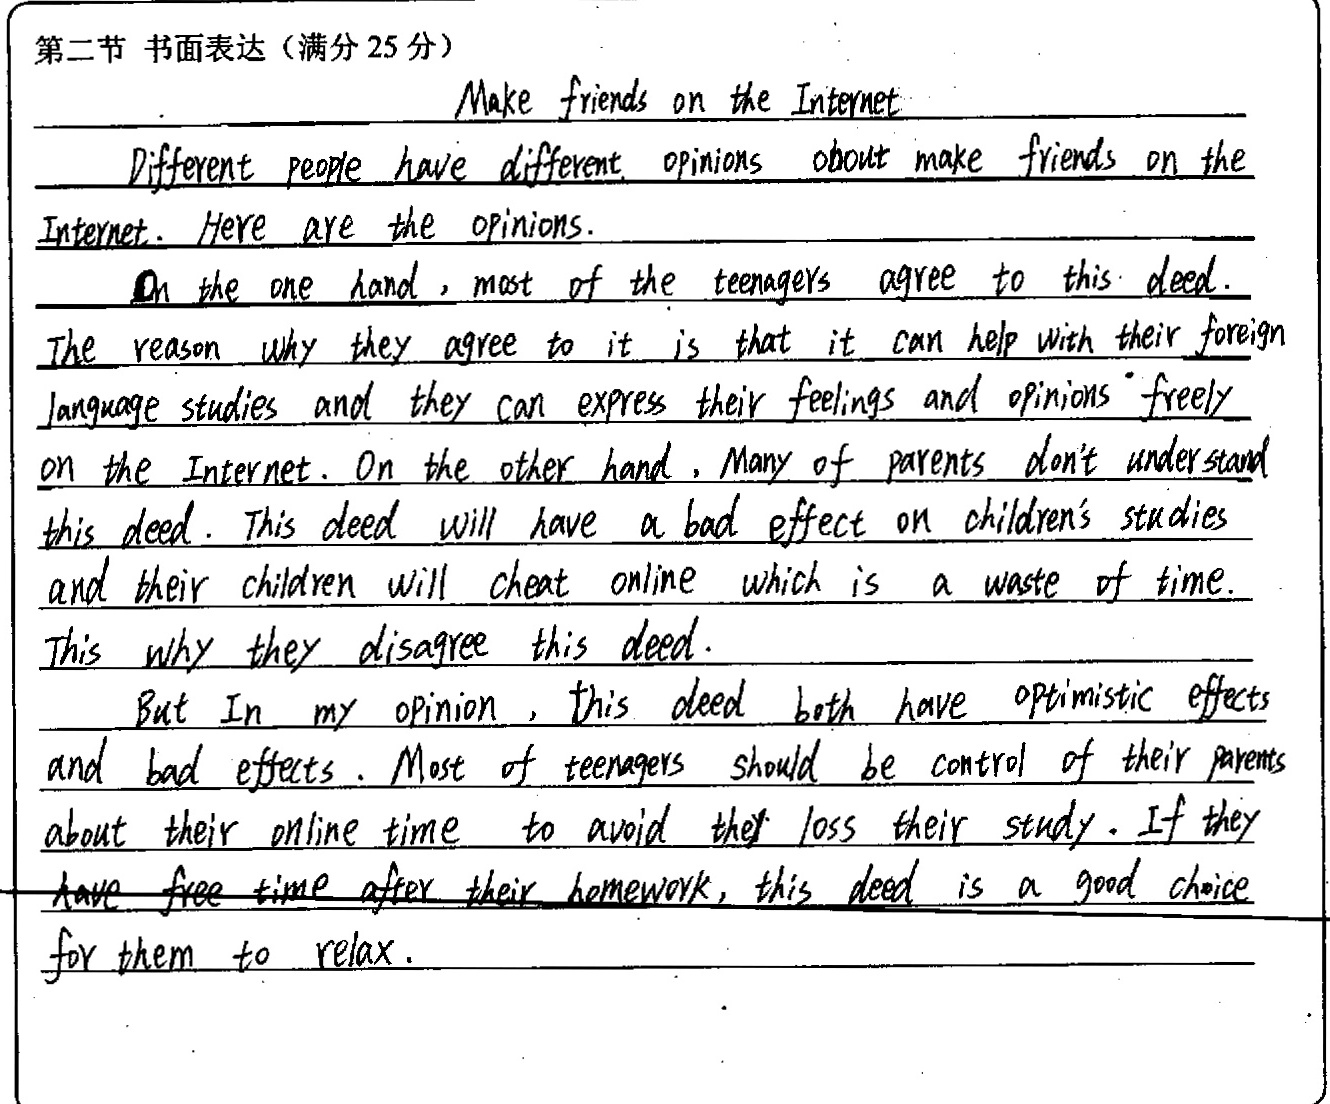 第二节 书面表达（满分 25 分）
Make friends on the Internet
Different people have different opinions obout make friends on the
Internet. Here are the opinions.
On the one hand, most of the teenagers agree to this deed.
The reason why they agree to it is that it can help with their foreign
language studies and they can express their feelings and opinions freely
on the Internet. On the other hand, Many of parents don't understand
this deed. This deed will have a bad effect on children's studies
and their children will cheat online which is a waste of time.
This why they disagree this deed.
But In my opinion, this deed both have optimistic effects
and bad effects. Most of teenagers should be control of their parents
about their online time to avoid they loss their study. If they
have free time after their homework, this deed is a good choice
for them to relax.